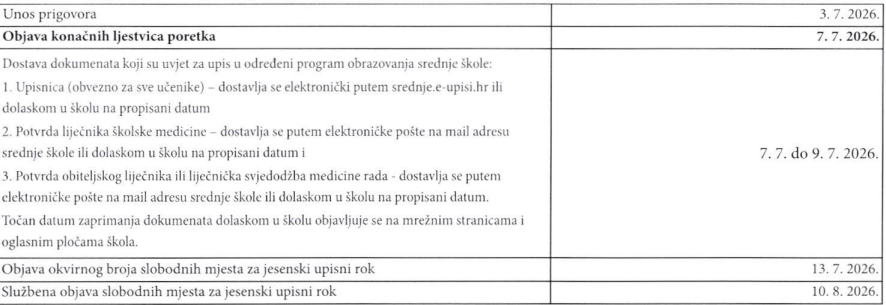 Unos prigovora 3. 7. 2026.
Objava konačnih ljestvica poretka 7. 7. 2026.
Dostava dokumenata koji su uvjet za upis u određeni program obrazovanja srednje škole:
1. Upisnica (obvezno za sve učenike) – dostavlja se elektronički putem srednje.e-upisi.hr ili
dolaskom u školu na propisani datum
2. Potvrda liječnika školske medicine – dostavlja se putem elektroničke pošte na mail adresu
srednje škole ili dolaskom u školu na propisani datum i
3. Potvrda obiteljskog liječnika ili liječnička svjedodžba medicine rada - dostavlja se putem
elektroničke pošte na mail adresu srednje škole ili dolaskom u školu na propisani datum.
Točan datum zaprimanja dokumenata dolaskom u školu objavljuje se na mrežnim stranicama i
oglasnim pločama škola.
7. 7. do 9. 7. 2026.
Objava okvirnog broja slobodnih mjesta za jesenski upisni rok 13. 7. 2026.
Službena objava slobodnih mjesta za jesenski upisni rok 10. 8. 2026.